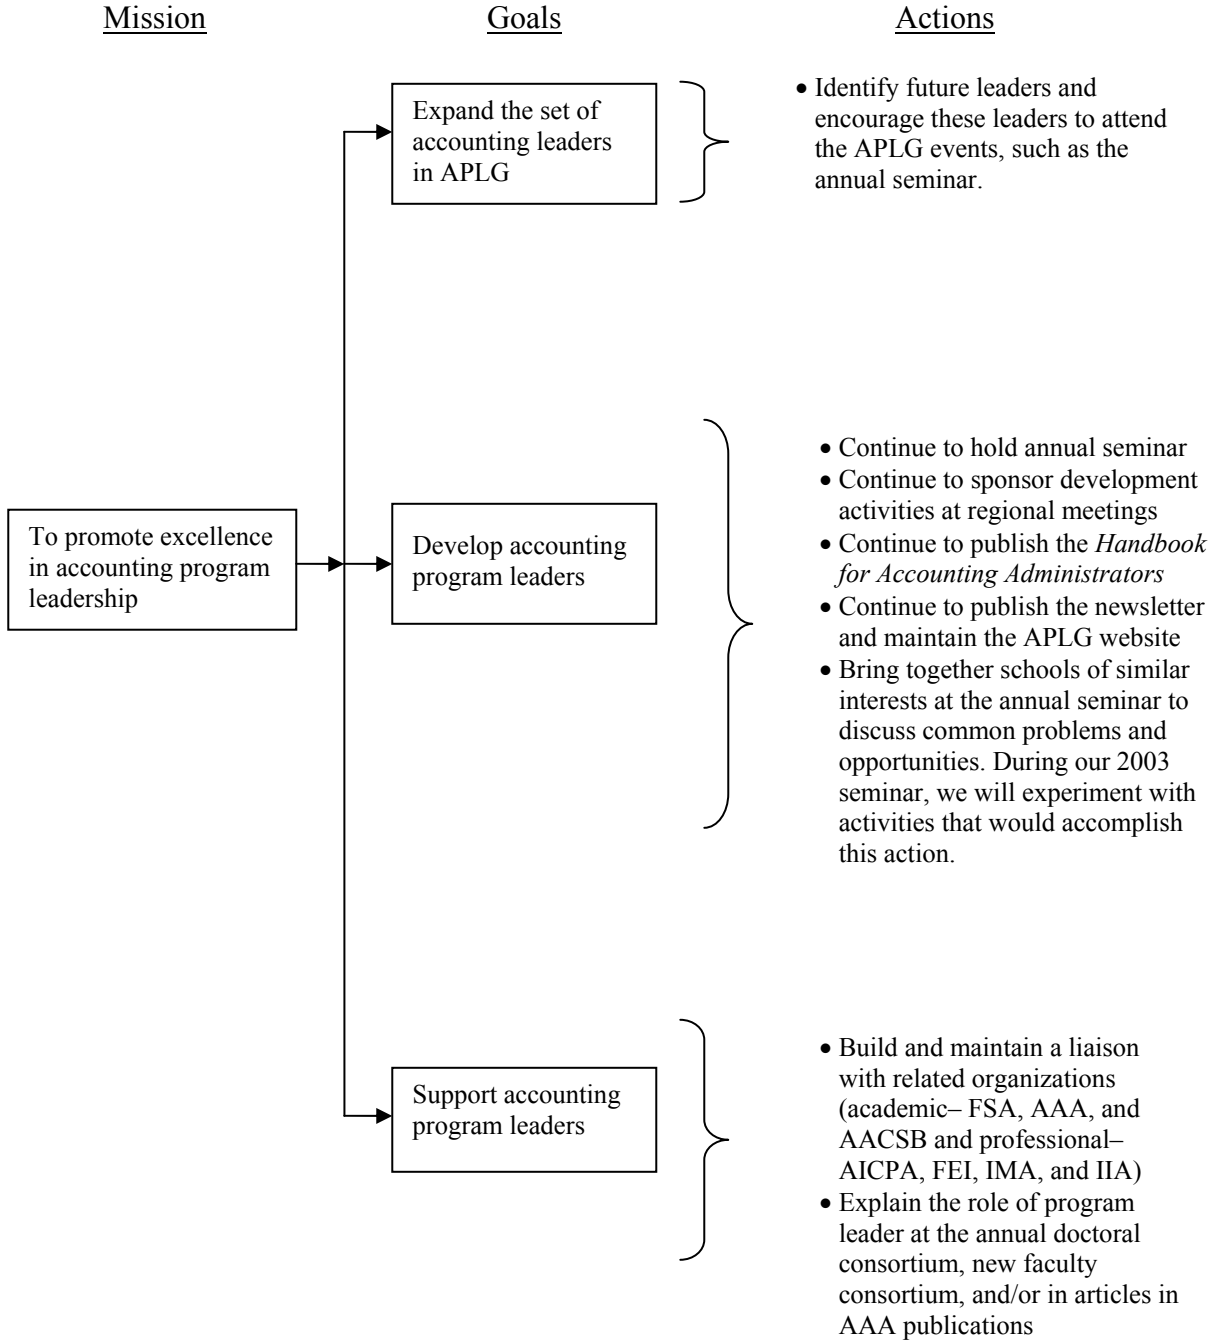 Mission
Goals
Actions
Expand the set of
accounting leaders
in APLG
• Identify future leaders and
encourage these leaders to attend
the APLG events, such as the
annual seminar.
To promote excellence
in accounting program
leadership
Develop accounting
program leaders
• Continue to hold annual seminar
• Continue to sponsor development
activities at regional meetings
• Continue to publish the Handbook
for Accounting Administrators
• Continue to publish the newsletter
and maintain the APLG website
• Bring together schools of similar
interests at the annual seminar to
discuss common problems and
opportunities. During our 2003
seminar, we will experiment with
activities that would accomplish
this action.
Support accounting
program leaders
• Build and maintain a liaison
with related organizations
(academic– FSA, AAA, and
AACSB and professional–
AICPA, FEI, IMA, and IIA)
• Explain the role of program
leader at the annual doctoral
consortium, new faculty
consortium, and/or in articles in
AAA publications